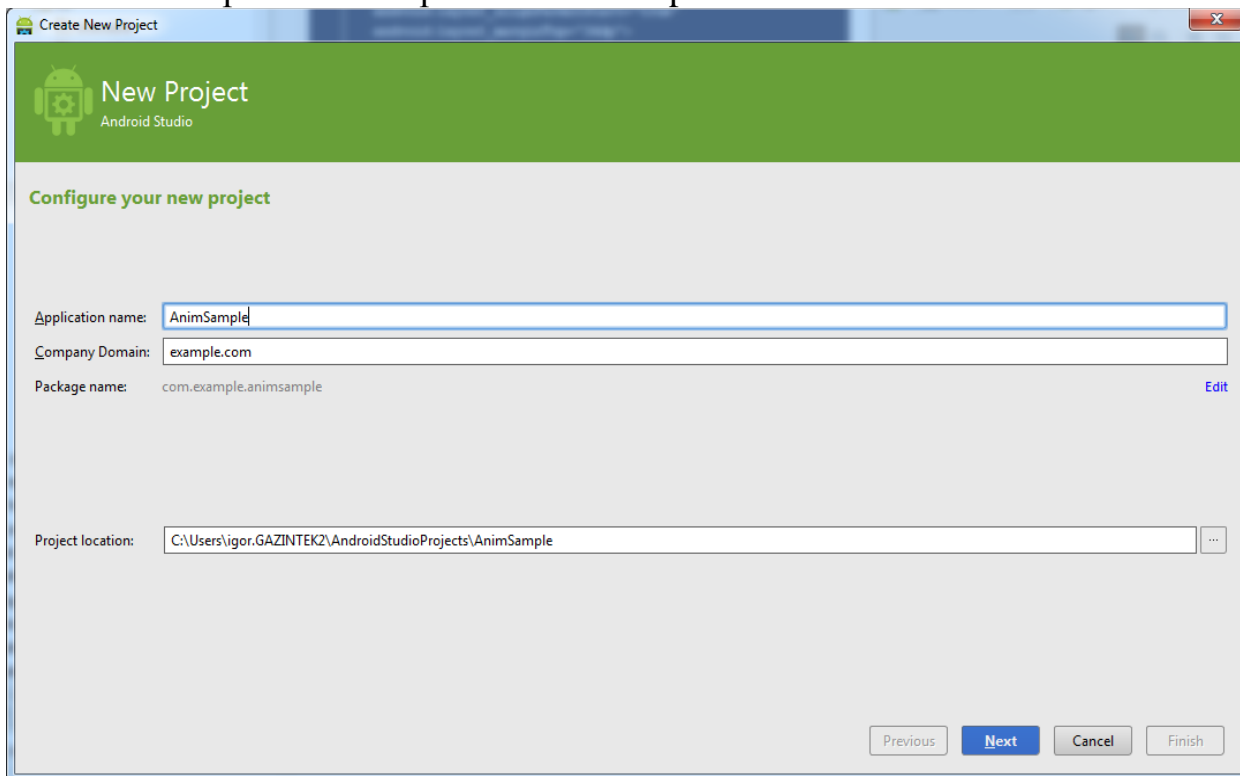 Create New Project
New Project
Android Studio
Configure your new project
Application name: AnimSample
Company Domain: example.com
Package name: com.example.animsample Edit
Project location: C:\Users\igor.GAZINTEK2\AndroidStudioProjects\AnimSample ...
Previous Next Cancel Finish